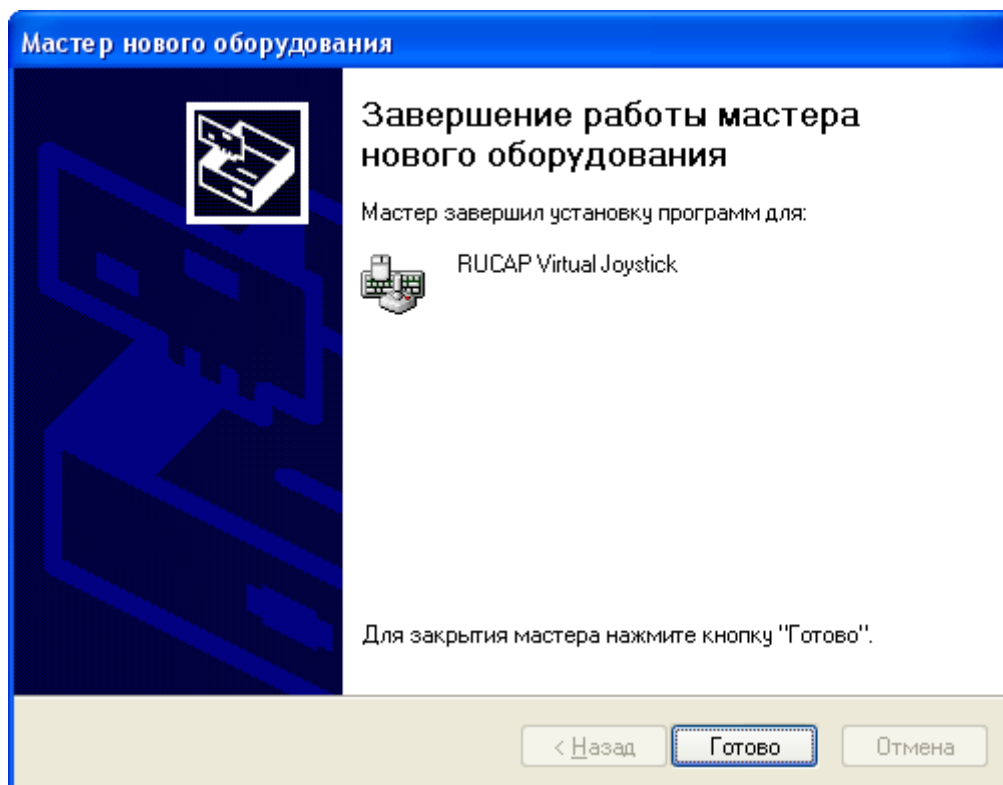 Мастер нового оборудования
Завершение работы мастера
нового оборудования
Мастер завершил установку программ для:
RUCAP Virtual Joystick
Для закрытия мастера нажмите кнопку "Готово".
< Назад Готово Отмена